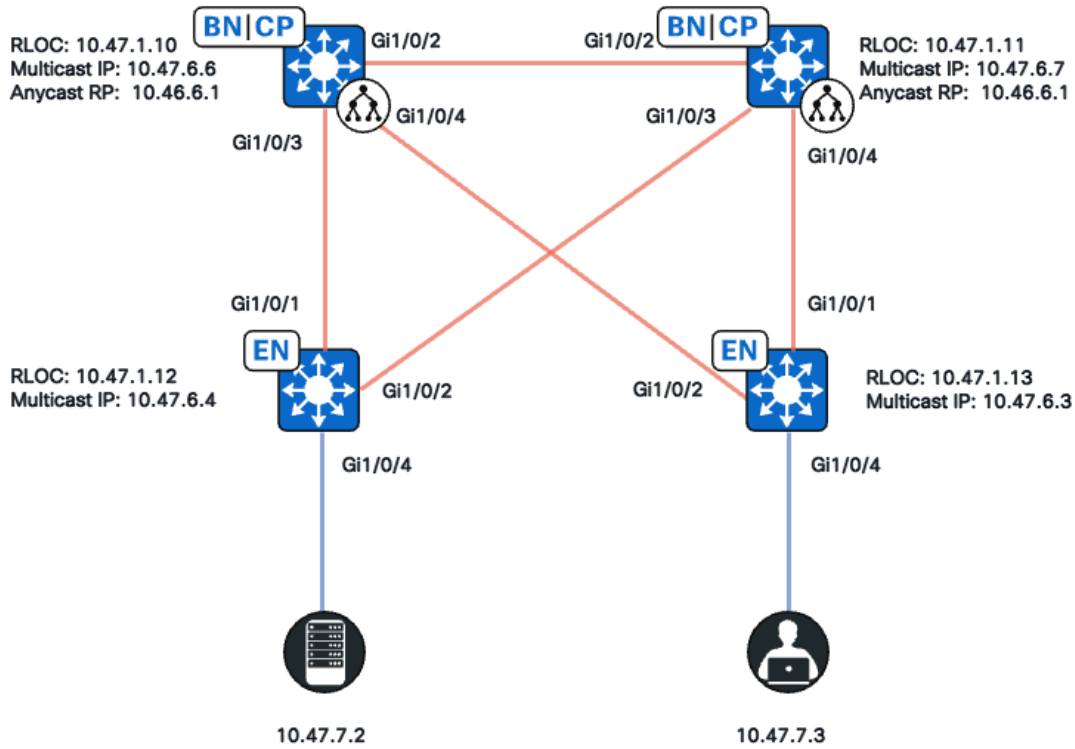 BN|CP
Gi1/0/2
Gi1/0/2
BN|CP
RLOC: 10.47.1.10
Multicast IP: 10.47.6.6
Anycast RP: 10.46.6.1
RLOC: 10.47.1.11
Multicast IP: 10.47.6.7
Anycast RP: 10.46.6.1
Gi1/0/4
Gi1/0/3
Gi1/0/3
Gi1/0/4
Gi1/0/1
Gi1/0/1
EN
EN
RLOC: 10.47.1.12
Multicast IP: 10.47.6.4
Gi1/0/2
Gi1/0/2
RLOC: 10.47.1.13
Multicast IP: 10.47.6.3
Gi1/0/4
Gi1/0/4
10.47.7.2
10.47.7.3